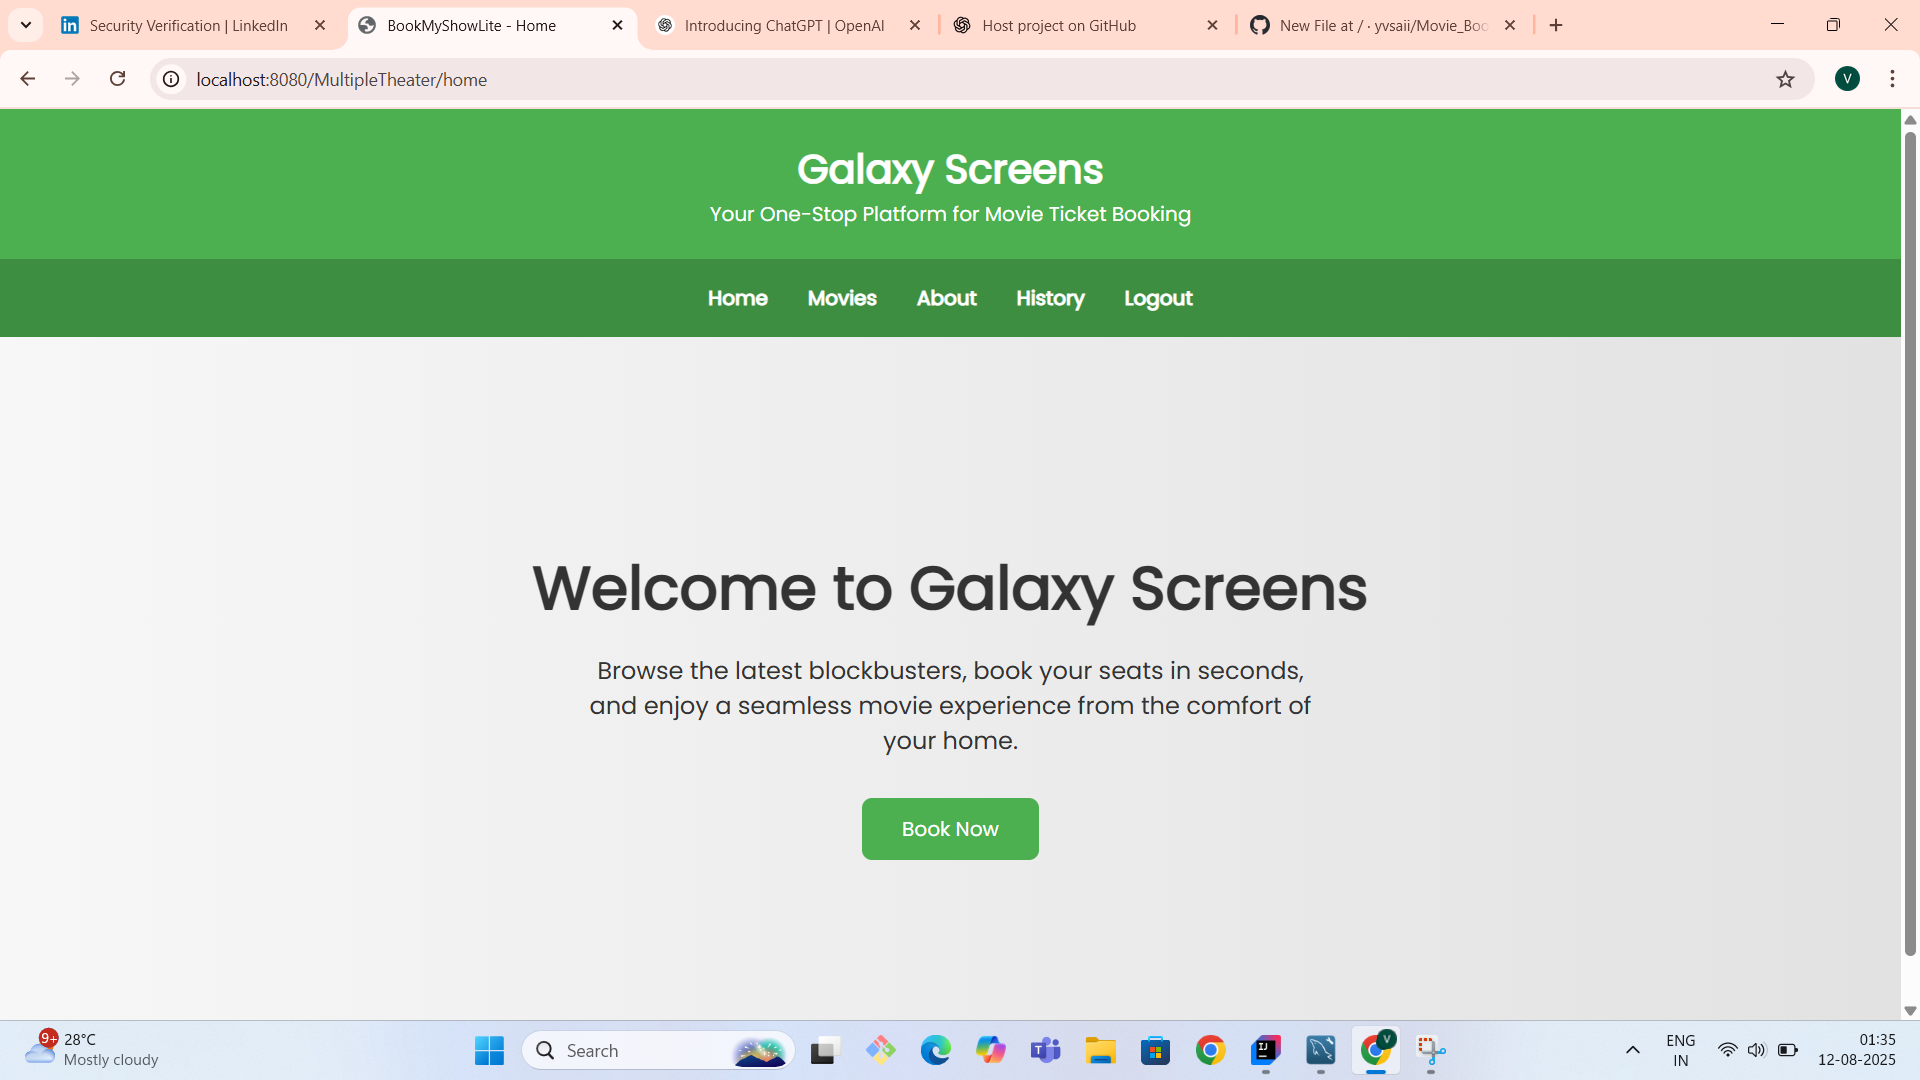 Security Verification | LinkedIn
BookMyShowLite - Home
Introducing ChatGPT | OpenAI
Host project on GitHub
New File at / · yvsaii/Movie_Boo
localhost:8080/MultipleTheater/home
V
Galaxy Screens
Your One-Stop Platform for Movie Ticket Booking
Home Movies About History Logout
Welcome to Galaxy Screens
Browse the latest blockbusters, book your seats in seconds,
and enjoy a seamless movie experience from the comfort of
your home.
Book Now
9+
28°C
Mostly cloudy
Search
ENG
IN
01:35
12-08-2025